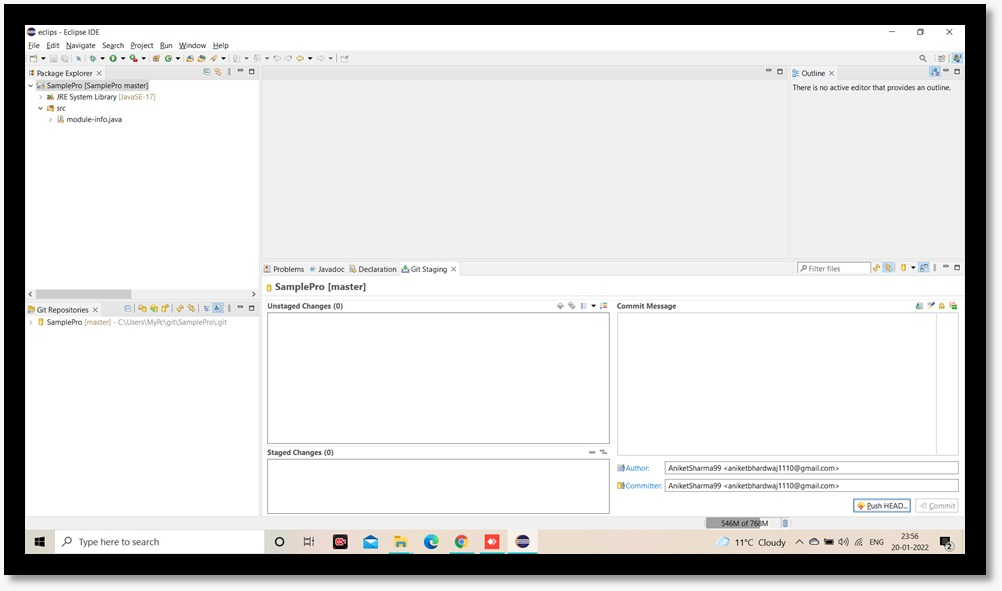 eclips - Eclipse IDE
File Edit Navigate Search Project Run Window Help
Package Explorer
SamplePro [SamplePro master]
JRE System Library [JavaSE-17]
src
module-info.java
Outline
There is no active editor that provides an outline.
Problems Javadoc Declaration Git Staging
Filter files
SamplePro [master]
Unstaged Changes (0)
Commit Message
Git Repositories
SamplePro [master] - C:\Users\MyPc\git\SamplePro\.git
Staged Changes (0)
Author: AniketSharma99 <aniketbhardwaj1110@gmail.com>
Committer: AniketSharma99 <aniketbhardwaj1110@gmail.com>
Push HEAD... Commit
546M of 768M
Type here to search
11°C Cloudy
ENG
23:56
20-01-2022
2